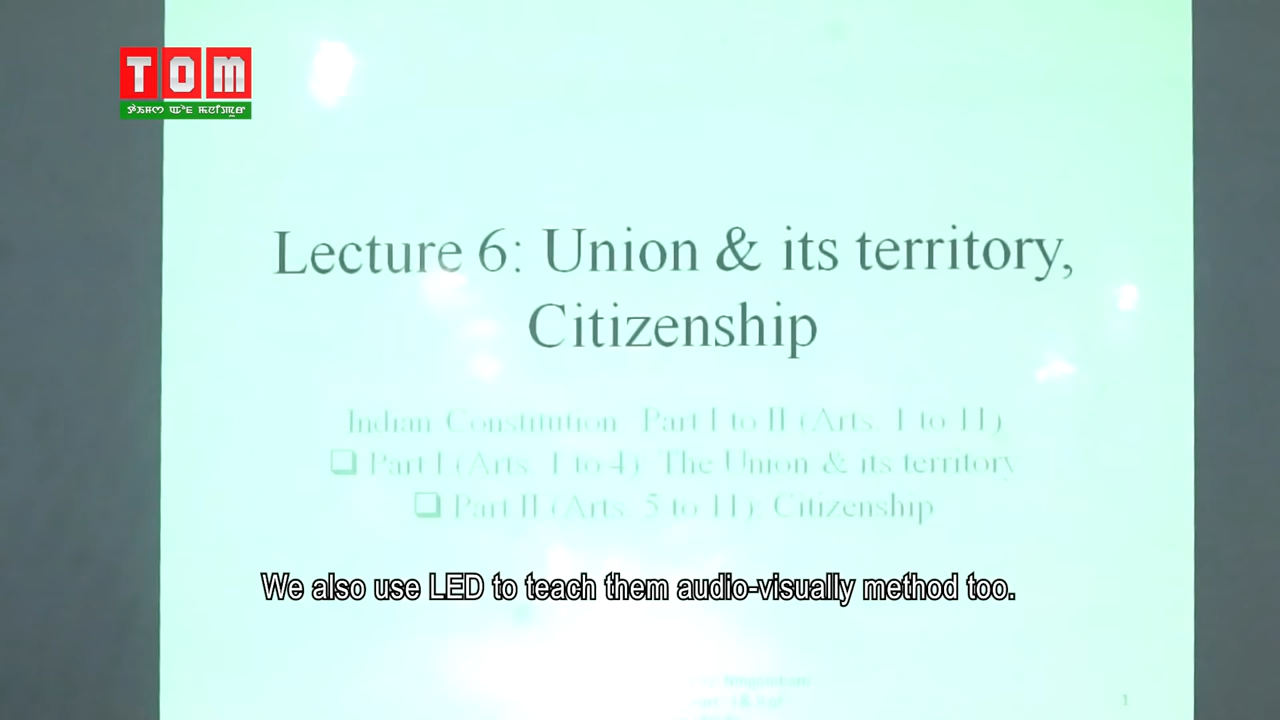 TOM
Lecture 6: Union & its territory,
Citizenship
Indian Constitution: Part I to II (Arts. 1 to 11)
❑ Part I (Arts. 1 to 4): The Union & its territory
❑ Part II (Arts. 5 to 11): Citizenship
We also use LED to teach them audio-visually method too.
1